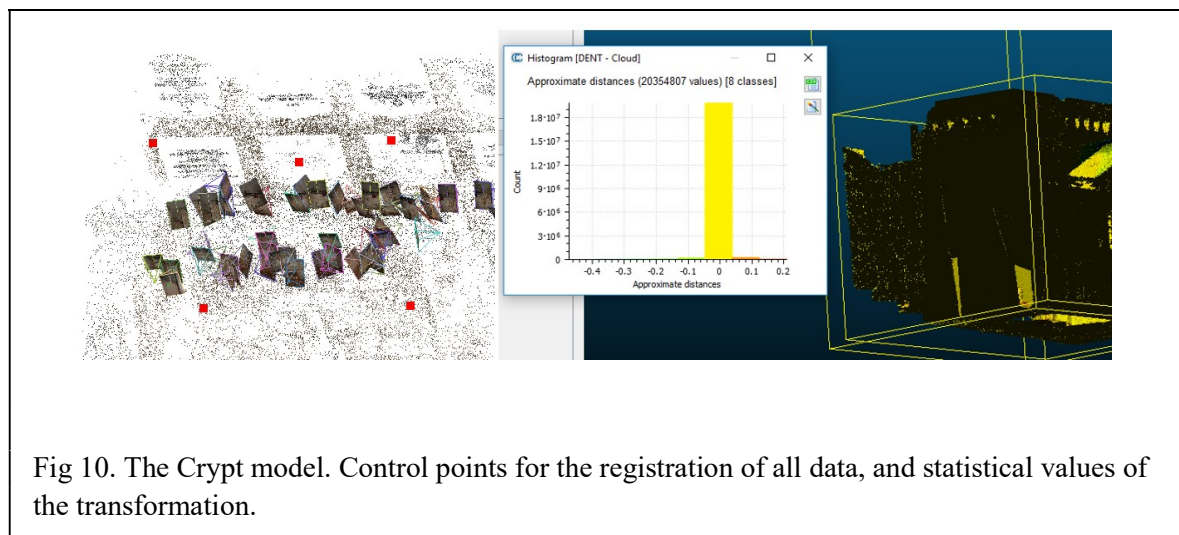 Histogram [DENT - Cloud]
Approximate distances (20354807 values) [8 classes]
1.8·10⁷
1.5·10⁷
1.2·10⁷
9·10⁶
6·10⁶
3·10⁶
0
Count
-0.4 -0.3 -0.2 -0.1 0 0.1 0.2
Approximate distances
Fig 10. The Crypt model. Control points for the registration of all data, and statistical values of
the transformation.